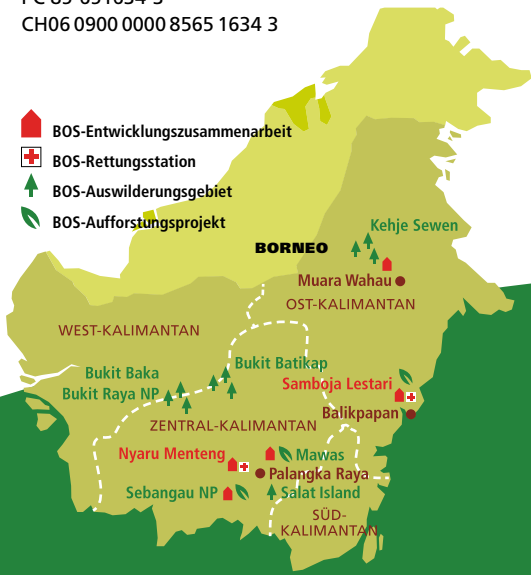 CH06 0900 0000 8565 1634 3
BOS-Entwicklungszusammenarbeit
BOS-Rettungsstation
BOS-Auswilderungsgebiet
BOS-Aufforstungsprojekt
Kehje Sewen
BORNEO
Muara Wahau
OST-KALIMANTAN
WEST-KALIMANTAN
Bukit Batikap
Bukit Baka
Bukit Raya NP
Samboja Lestari
Balikpapan
ZENTRAL-KALIMANTAN
Nyaru Menteng
Mawas
Palangka Raya
Sebangau NP
Salat Island
SÜD-
KALIMANTAN